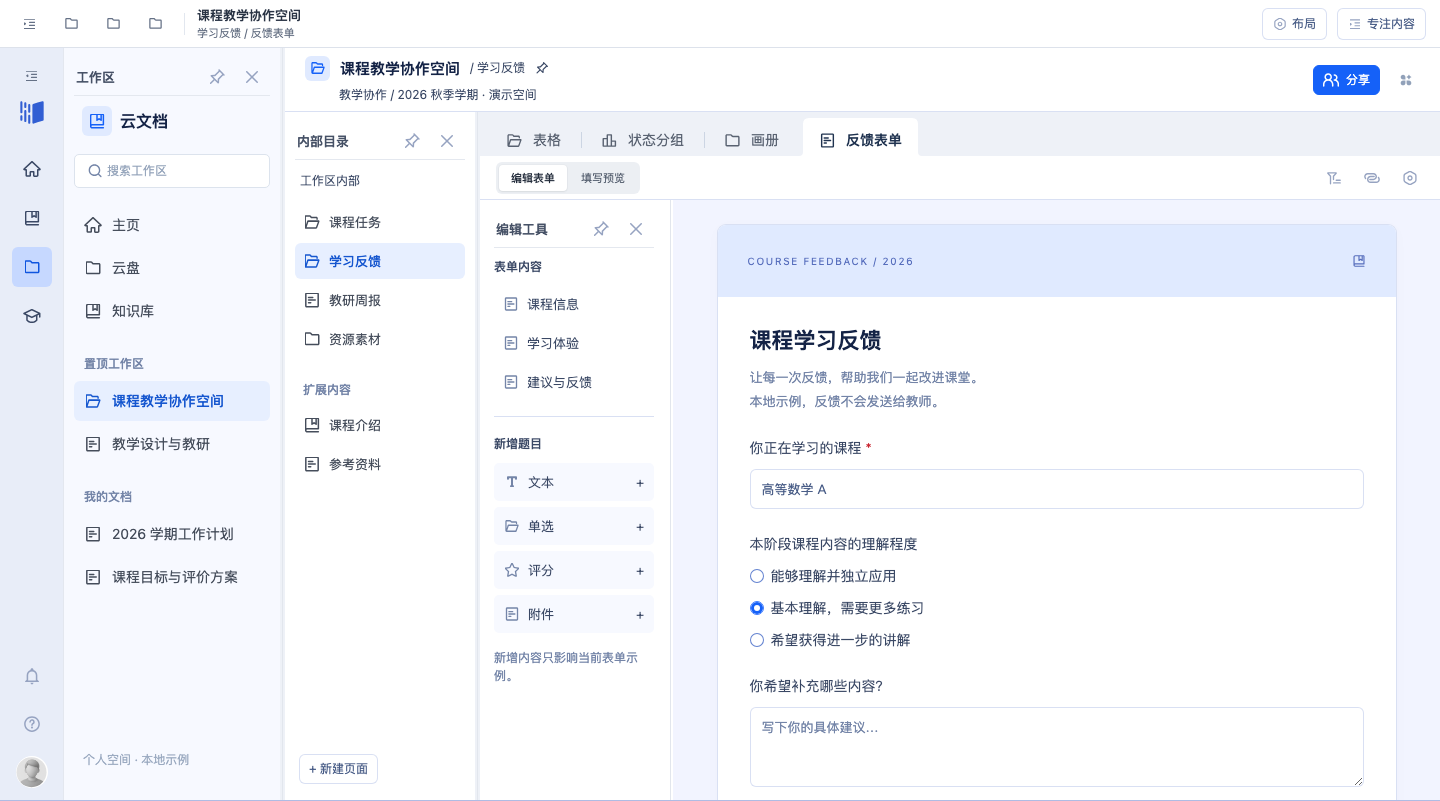 课程教学协作空间
学习反馈 / 反馈表单
布局
专注内容
工作区
云文档
搜索工作区
主页
云盘
知识库
置顶工作区
课程教学协作空间
教学设计与教研
我的文档
2026 学期工作计划
课程目标与评价方案
个人空间 · 本地示例
课程教学协作空间 / 学习反馈
教学协作 / 2026 秋季学期 · 演示空间
分享
内部目录
工作区内部
课程任务
学习反馈
教研周报
资源素材
扩展内容
课程介绍
参考资料
+ 新建页面
表格
状态分组
画册
反馈表单
编辑表单
填写预览
编辑工具
表单内容
课程信息
学习体验
建议与反馈
新增题目
文本 +
单选 +
评分 +
附件 +
新增内容只影响当前表单示
例。
COURSE FEEDBACK / 2026
课程学习反馈
让每一次反馈，帮助我们一起改进课堂。
本地示例，反馈不会发送给教师。
你正在学习的课程 *
高等数学 A
本阶段课程内容的理解程度
能够理解并独立应用
基本理解，需要更多练习
希望获得进一步的讲解
你希望补充哪些内容?
写下你的具体建议...